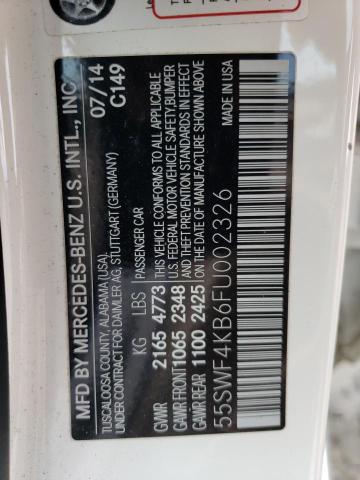 MFD BY MERCEDES-BENZ U.S. INTL., INC.
TUSCALOOSA COUNTY, ALABAMA (USA)
UNDER CONTRACT FOR DAIMLER AG, STUTTGART (GERMANY)
07/14
C149
KG LBS PASSENGER CAR
GVWR 2165 4773
GAWR FRONT 1065 2348
GAWR REAR 1100 2425
THIS VEHICLE CONFORMS TO ALL APPLICABLE
U.S. FEDERAL MOTOR VEHICLE SAFETY, BUMPER
AND THEFT PREVENTION STANDARDS IN EFFECT
ON THE DATE OF MANUFACTURE SHOWN ABOVE
55SWF4KB6FU002326
MADE IN USA